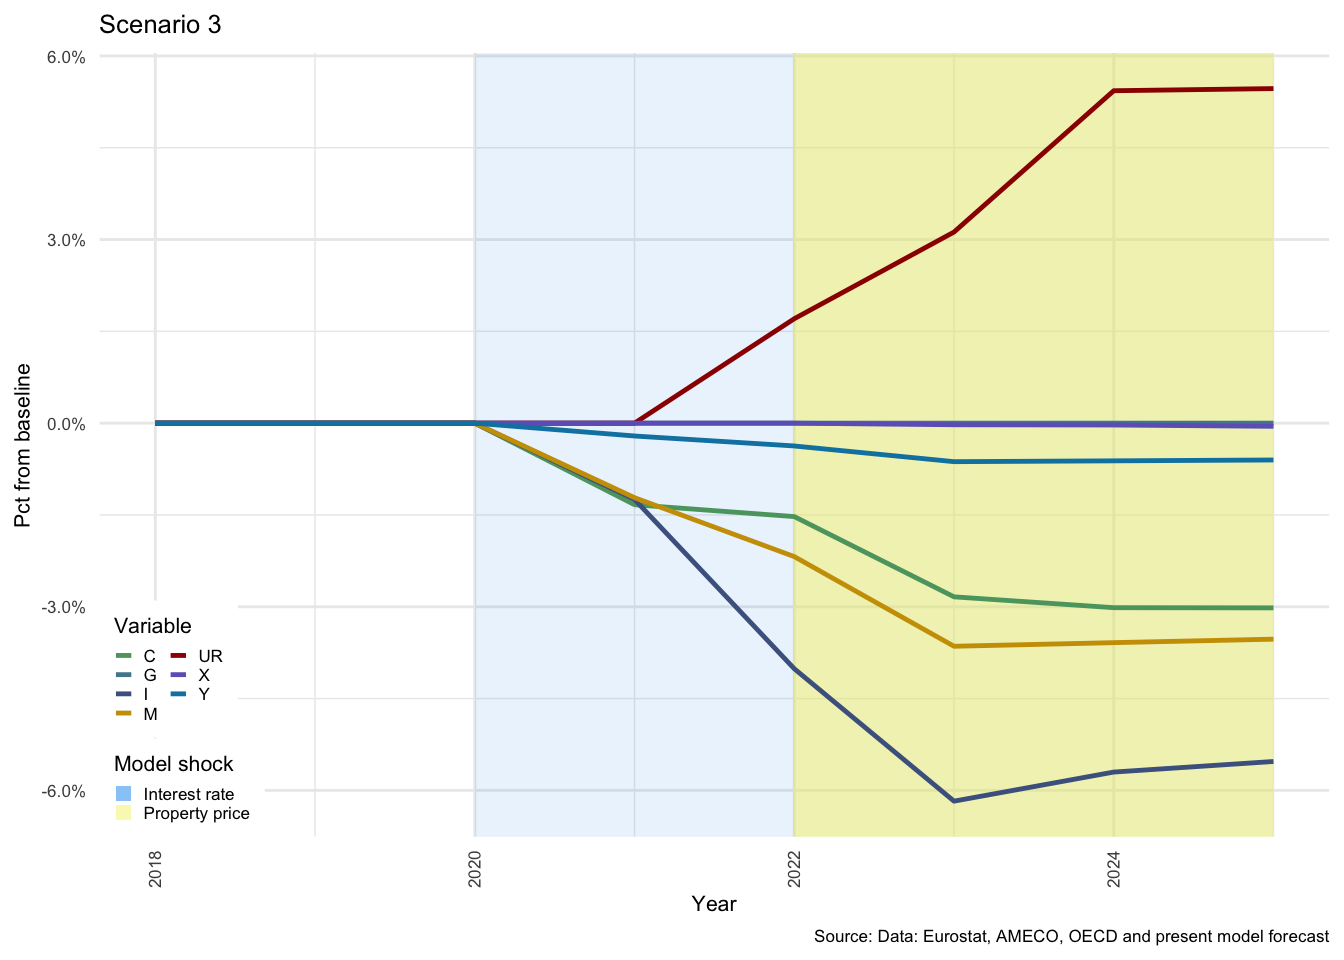 Scenario 3
6.0%
3.0%
0.0%
-3.0%
-6.0%
Pct from baseline
Variable
C
G
I
M
UR
X
Y
Model shock
Interest rate
Property price
2018
2020
2022
2024
Year
Source: Data: Eurostat, AMECO, OECD and present model forecast